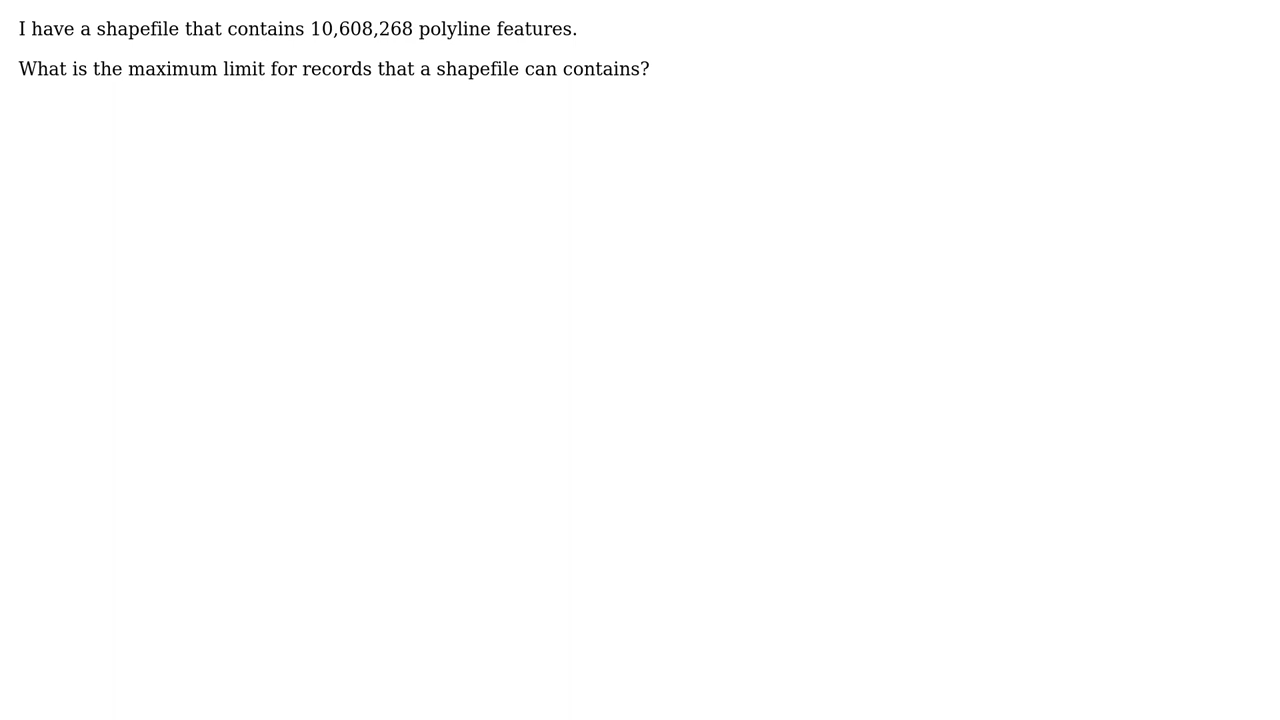 I have a shapefile that contains 10,608,268 polyline features.
What is the maximum limit for records that a shapefile can contains?